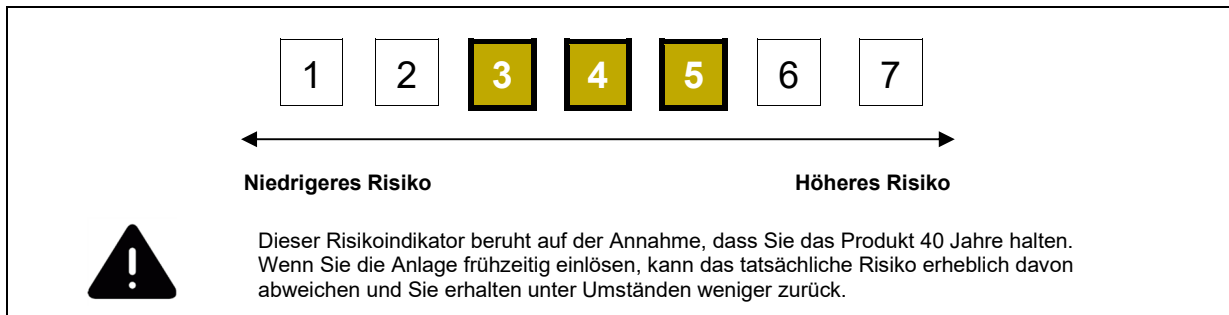 1 2 3 4 5 6 7
Niedrigeres Risiko Höheres Risiko
Dieser Risikoindikator beruht auf der Annahme, dass Sie das Produkt 40 Jahre halten.
Wenn Sie die Anlage frühzeitig einlösen, kann das tatsächliche Risiko erheblich davon
abweichen und Sie erhalten unter Umständen weniger zurück.